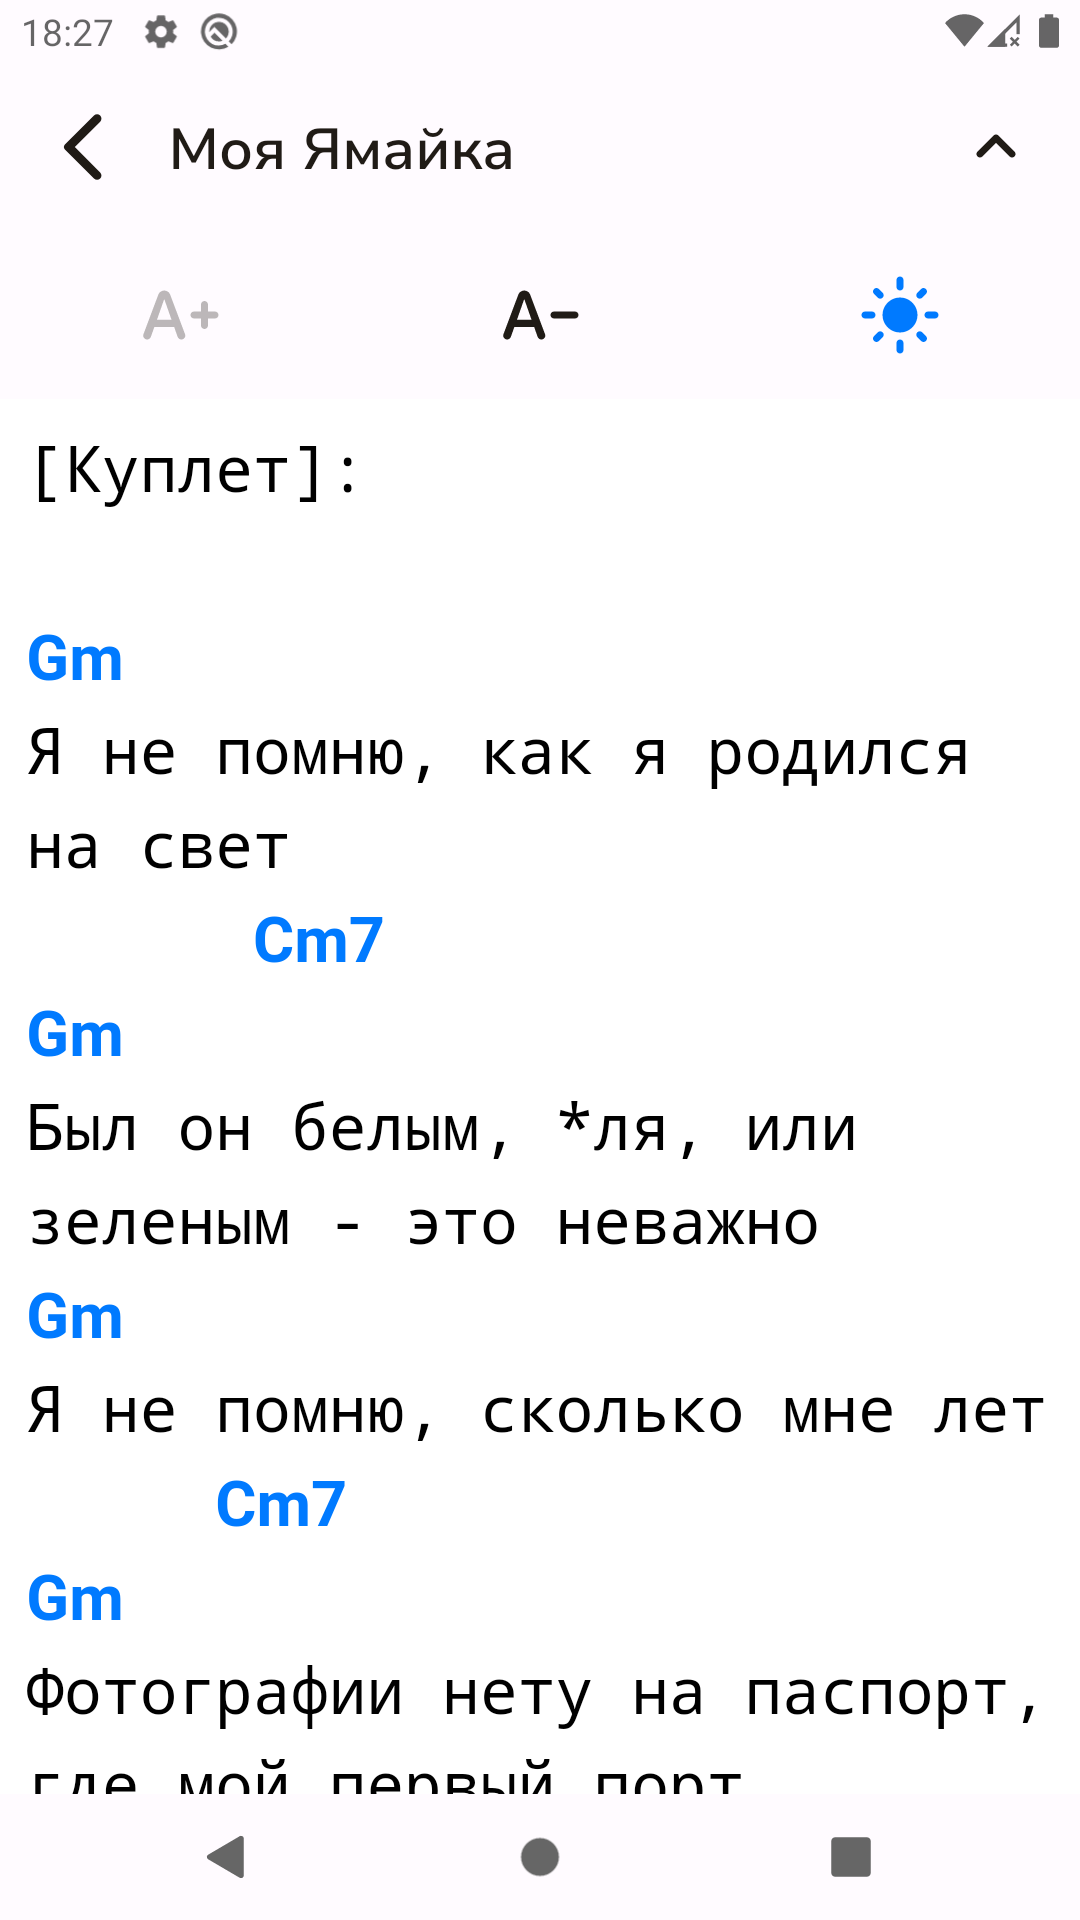 18:27
Моя Ямайка
A+ A-
[Куплет]:
Gm
Я не помню, как я родился
на свет
Cm7
Gm
Был он белым, *ля, или
зеленым - это неважно
Gm
Я не помню, сколько мне лет
Cm7
Gm
Фотографии нету на паспорт,
где мой первый порт